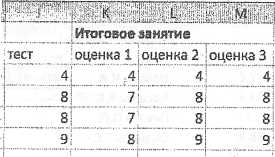 J K L M
Итоговое занятие
тест оценка 1 оценка 2 оценка 3
4 4 4 4
8 7 8 8
8 7 8 8
9 8 9 9